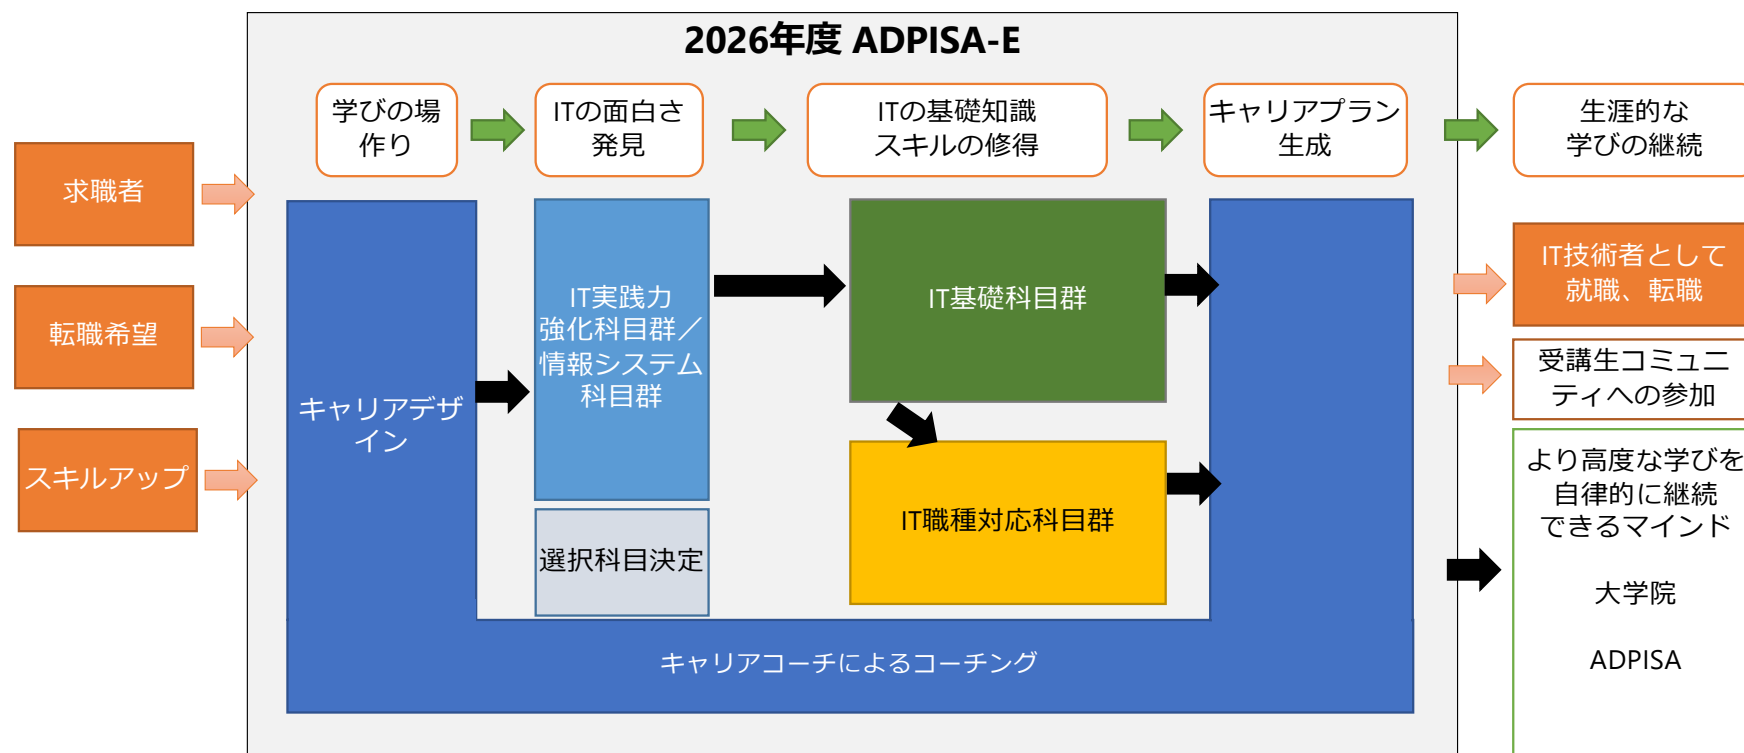 2026年度 ADPISA-E
学びの場
作り
ITの面白さ
発見
ITの基礎知識
スキルの修得
キャリアプラン
生成
生涯的な
学びの継続
求職者
転職希望
スキルアップ
キャリアデザ
イン
IT実践力
強化科目群／
情報システム
科目群
選択科目決定
IT基礎科目群
IT職種対応科目群
キャリアコーチによるコーチング
IT技術者として
就職、転職
受講生コミュニ
ティへの参加
より高度な学びを
自律的に継続
できるマインド
大学院
ADPISA